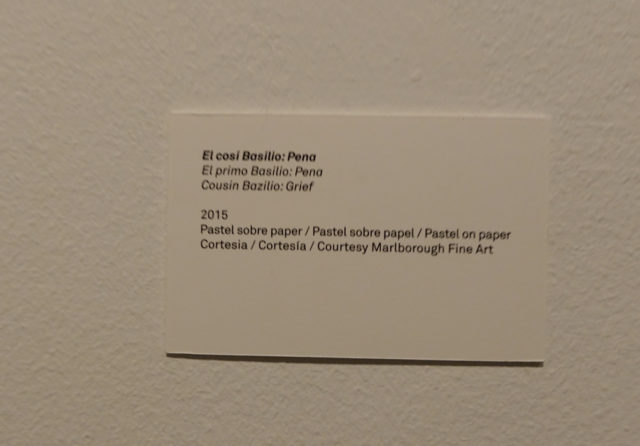 El cosí Basilio: Pena
El primo Basilio: Pena
Cousin Bazilio: Grief
2015
Pastel sobre paper / Pastel sobre papel / Pastel on paper
Cortesia / Cortesía / Courtesy Marlborough Fine Art